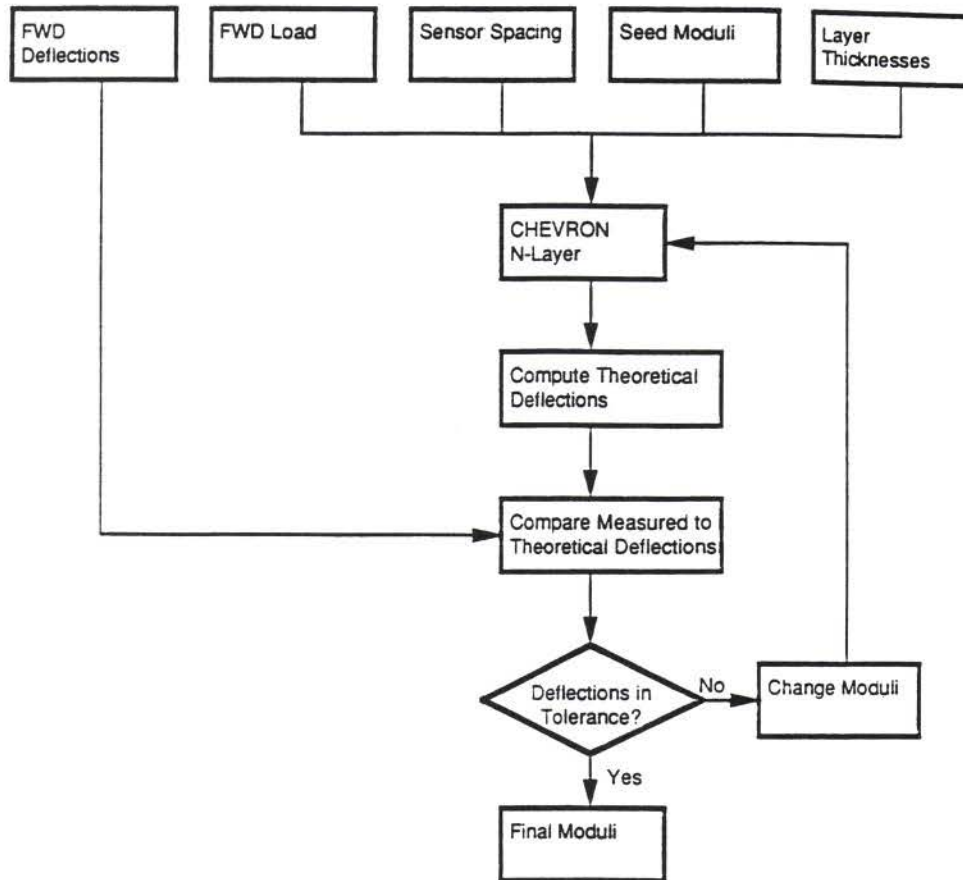 FWD
Deflections
FWD Load
Sensor Spacing
Seed Moduli
Layer
Thicknesses
CHEVRON
N-Layer
Compute Theoretical
Deflections
Compare Measured to
Theoretical Deflections
Deflections in
Tolerance?
No
Change Moduli
Yes
Final Moduli